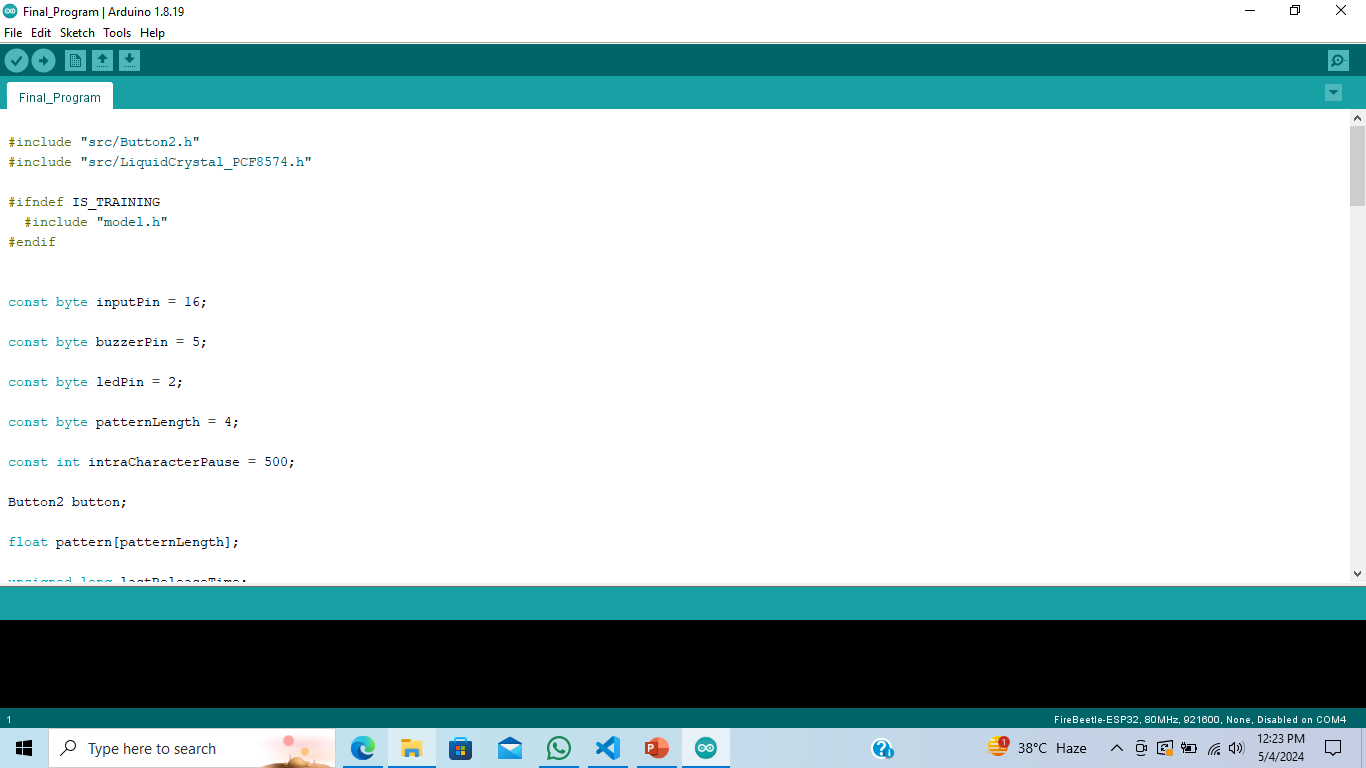 Final_Program | Arduino 1.8.19
File Edit Sketch Tools Help
Final_Program
#include "src/Button2.h"
#include "src/LiquidCrystal_PCF8574.h"
#ifndef IS_TRAINING
#include "model.h"
#endif
const byte inputPin = 16;
const byte buzzerPin = 5;
const byte ledPin = 2;
const byte patternLength = 4;
const int intraCharacterPause = 500;
Button2 button;
float pattern[patternLength];
unsigned long lastReleaseTime;
1
FireBeetle-ESP32, 80MHz, 921600, None, Disabled on COM4
Type here to search
1
38°C Haze
12:23 PM
5/4/2024